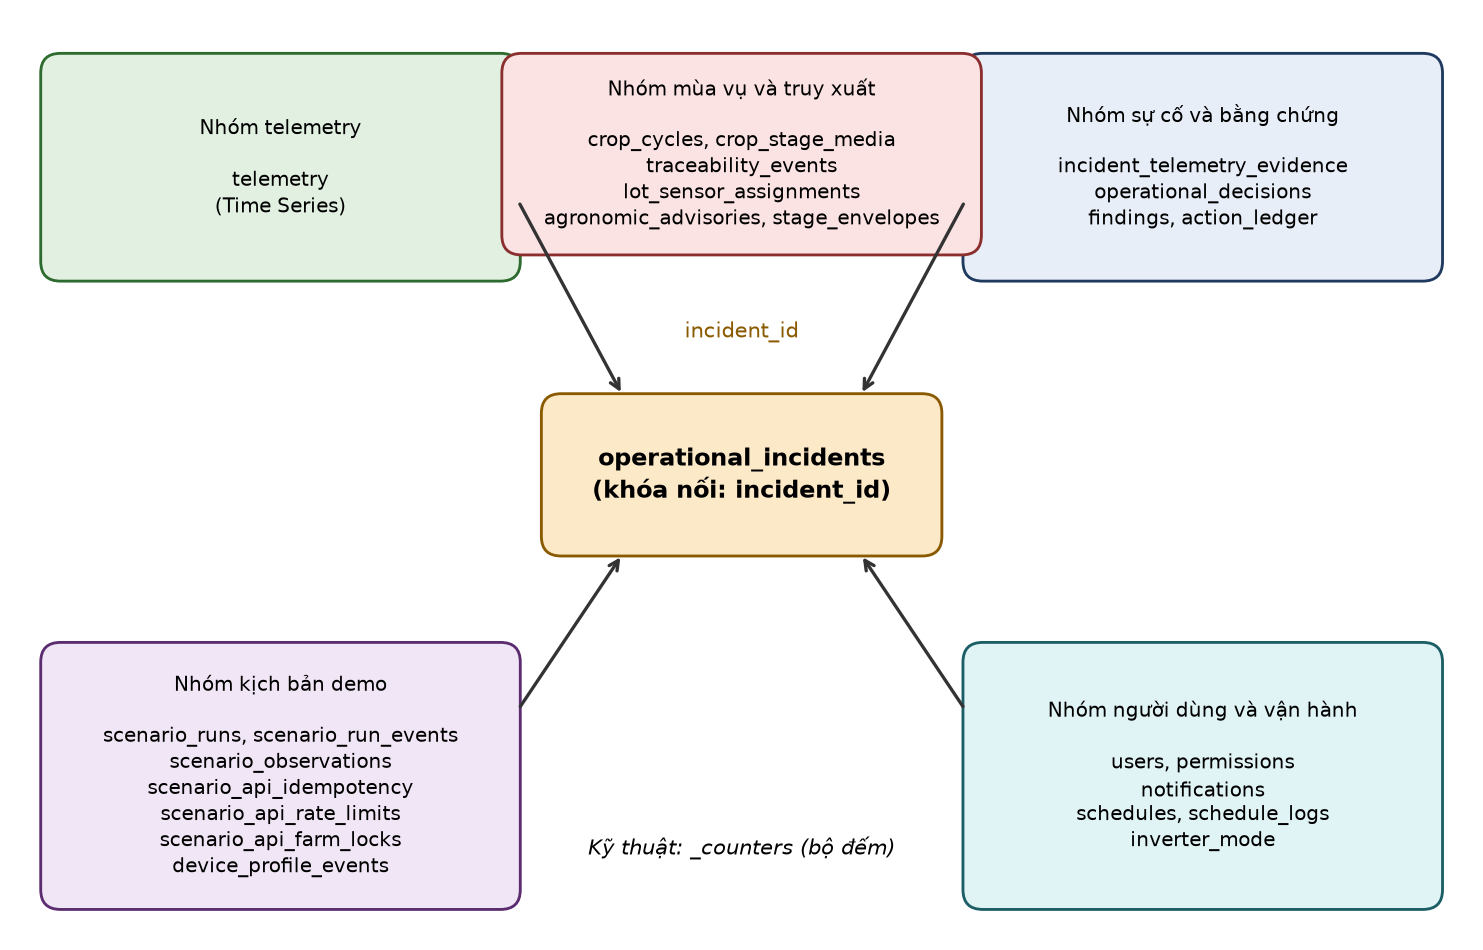 Nhóm telemetry
telemetry
(Time Series)
Nhóm mùa vụ và truy xuất
crop_cycles, crop_stage_media
traceability_events
lot_sensor_assignments
agronomic_advisories, stage_envelopes
Nhóm sự cố và bằng chứng
incident_telemetry_evidence
operational_decisions
findings, action_ledger
incident_id
operational_incidents
(khóa nối: incident_id)
Nhóm kịch bản demo
scenario_runs, scenario_run_events
scenario_observations
scenario_api_idempotency
scenario_api_rate_limits
scenario_api_farm_locks
device_profile_events
Kỹ thuật: _counters (bộ đếm)
Nhóm người dùng và vận hành
users, permissions
notifications
schedules, schedule_logs
inverter_mode